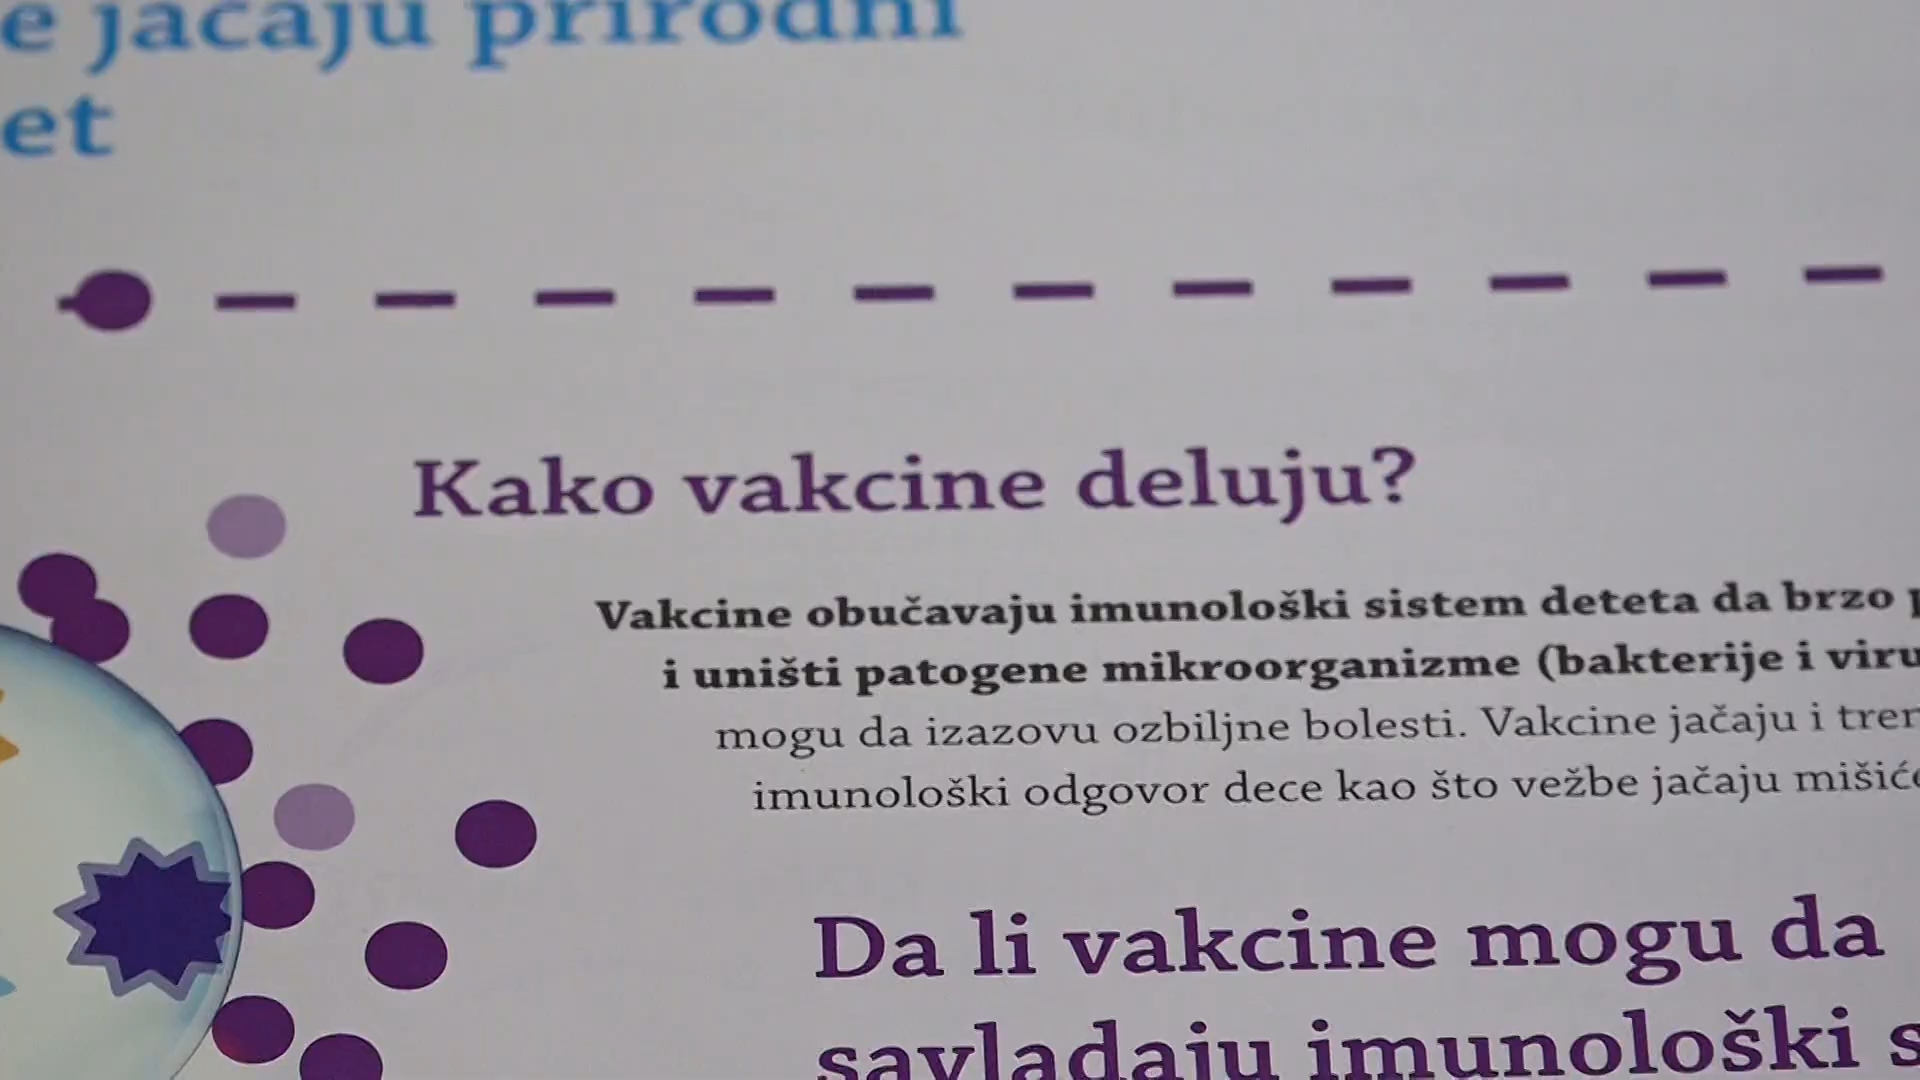 e jačaju prirodni
et
Kako vakcine deluju?
Vakcine obučavaju imunološki sistem deteta da brzo
i uništi patogene mikroorganizme (bakterije i viru
mogu da izazovu ozbiljne bolesti. Vakcine jačaju i tren
imunološki odgovor dece kao što vežbe jačaju mišić
Da li vakcine mogu da
savladaju imunološki s